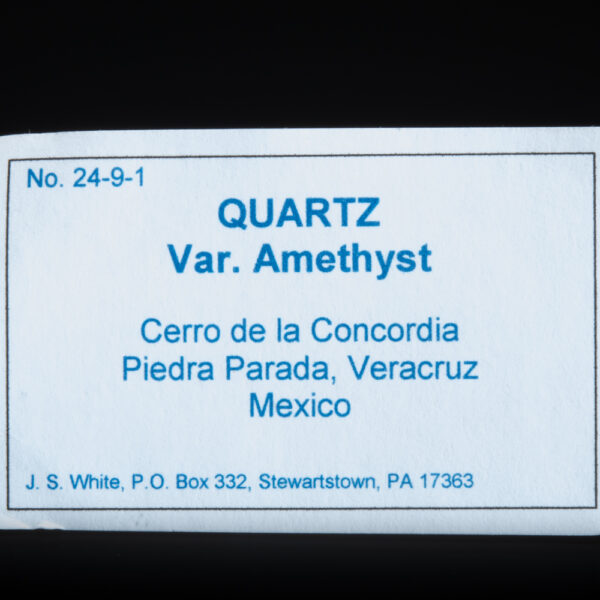 No. 24-9-1
QUARTZ
Var. Amethyst
Cerro de la Concordia
Piedra Parada, Veracruz
Mexico
J. S. White, P.O. Box 332, Stewartstown, PA 17363